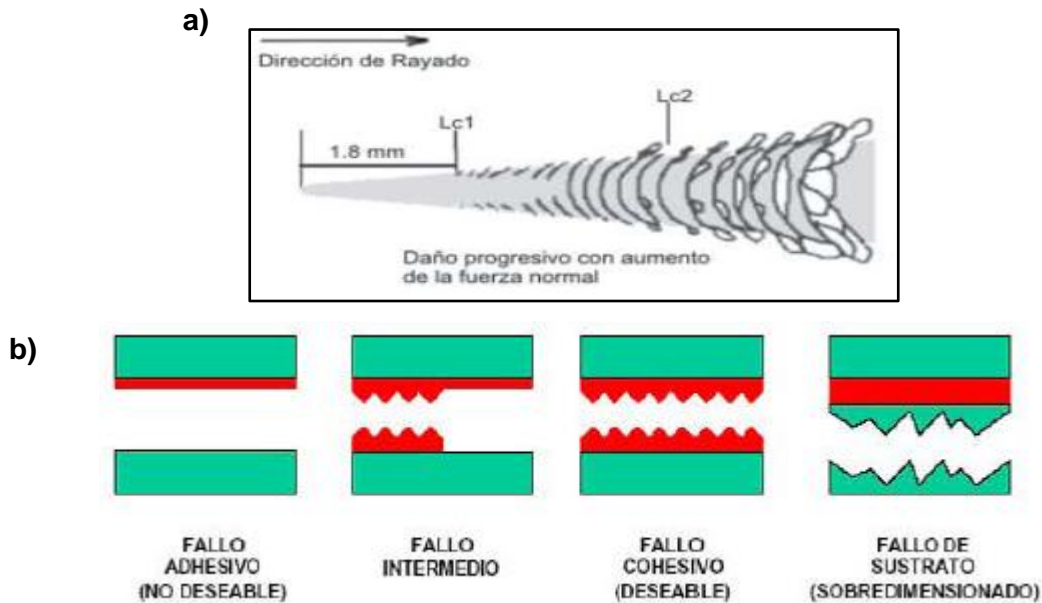 a)
Dirección de Rayado
Lc2
Lc1
1.8 mm
Daño progresivo con aumento
de la fuerza normal
b)
FALLO
ADHESIVO
(NO DESEABLE)
FALLO
INTERMEDIO
FALLO
COHESIVO
(DESEABLE)
FALLO DE
SUSTRATO
(SOBREDIMENSIONADO)